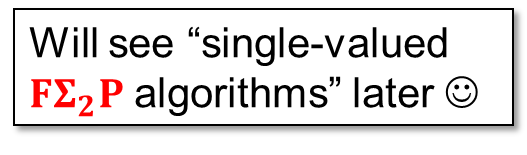 Will see “single-valued
FΣ₂P algorithms” later ☺